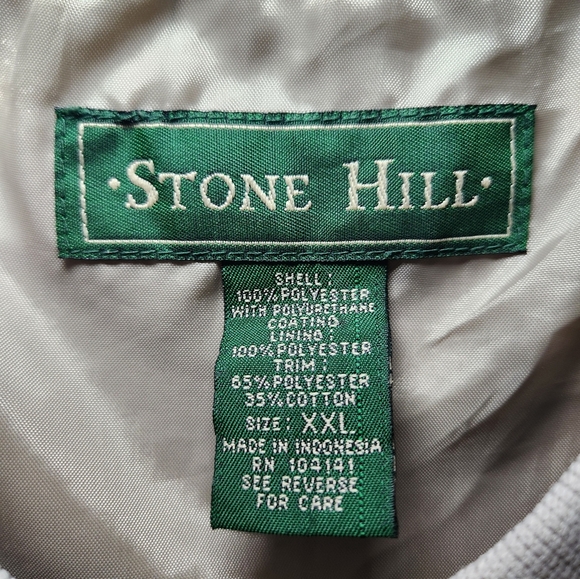 ·STONE HILL·
SHELL:
100% POLYESTER
WITH POLYURETHANE
COATING
LINING:
100% POLYESTER
TRIM:
65% POLYESTER
35% COTTON
SIZE: XXL
MADE IN INDONESIA
RN 104141
SEE REVERSE
FOR CARE